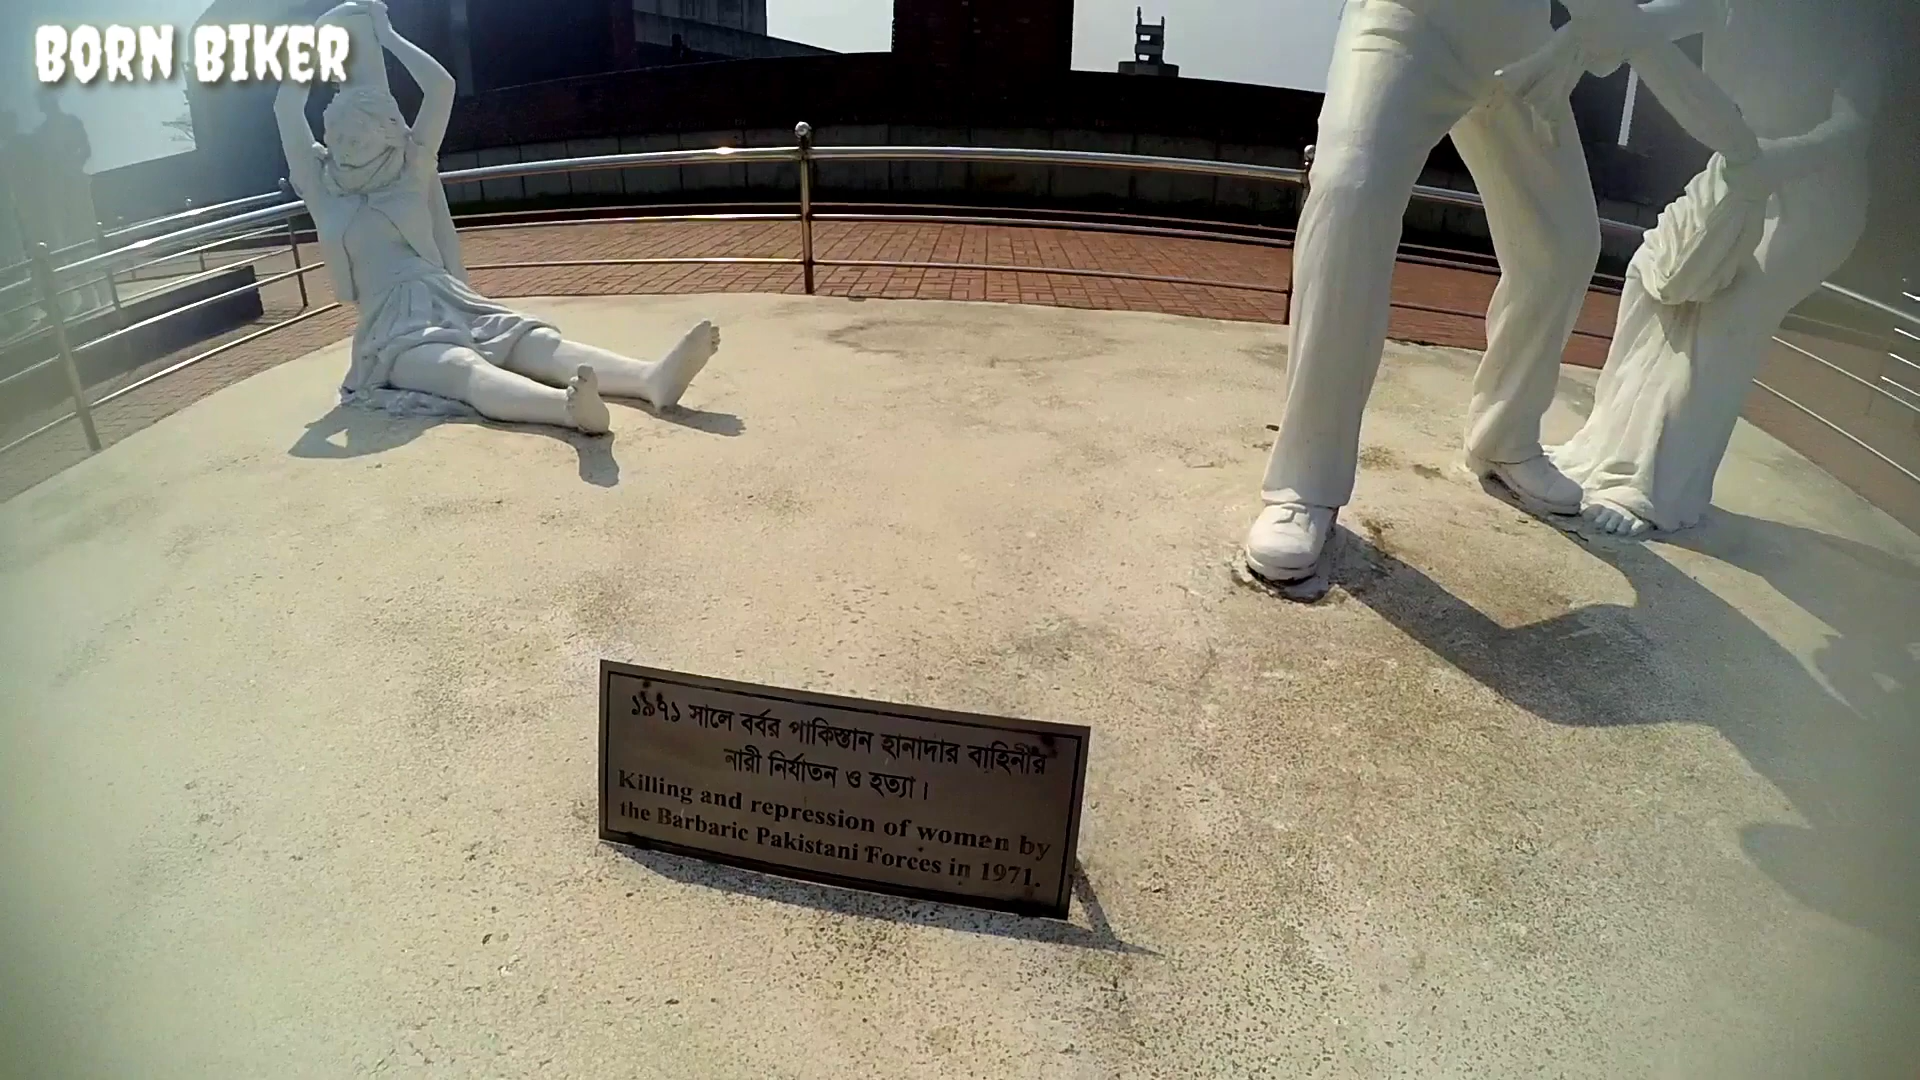 BORN BIKER
১৯৭১ সালে বর্বর পাকিস্তান হানাদার বাহিনীর
নারী নির্যাতন ও হত্যা।
Killing and repression of women by
the Barbaric Pakistani Forces in 1971.